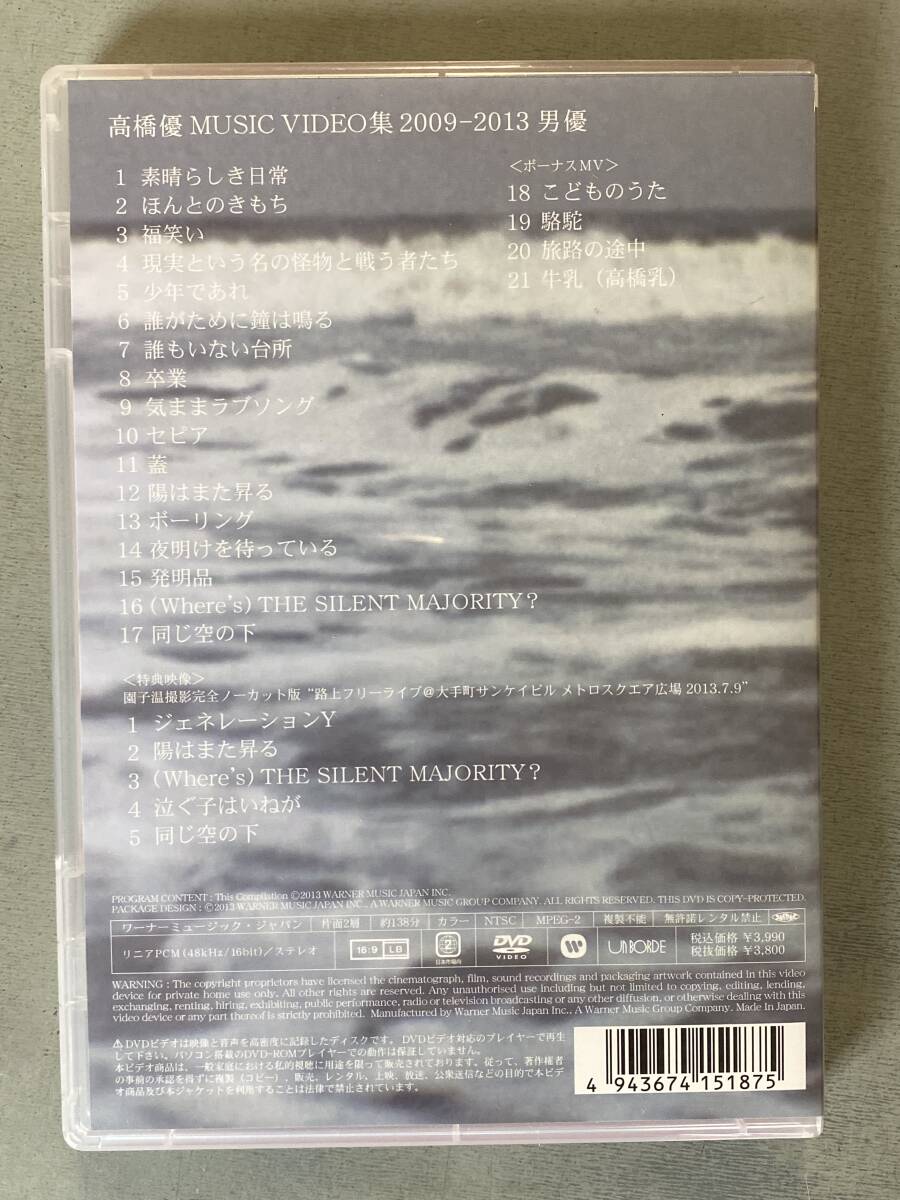 高橋優 MUSIC VIDEO集 2009-2013 男優
1 素晴らしき日常
2 ほんとのきもち
3 福笑い
4 現実という名の怪物と戦う者たち
5 少年であれ
6 誰がために鐘は鳴る
7 誰もいない台所
8 卒業
9 気ままラブソング
10 セピア
11 蓋
12 陽はまた昇る
13 ボーリング
14 夜明けを待っている
15 発明品
16 (Where's) THE SILENT MAJORITY?
17 同じ空の下
＜ボーナスMV＞
18 こどものうた
19 駱駝
20 旅路の途中
21 牛乳（高橋乳）
＜特典映像＞
園子温撮影完全ノーカット版 “路上フリーライブ@大手町サンケイビル メトロスクエア広場 2013.7.9”
1 ジェネレーションY
2 陽はまた昇る
3 (Where's) THE SILENT MAJORITY?
4 泣ぐ子はいねが
5 同じ空の下
PROGRAM CONTENT : This Compilation ©2013 WARNER MUSIC JAPAN INC.
PACKAGE DESIGN : ©2013 WARNER MUSIC JAPAN INC., A WARNER MUSIC GROUP COMPANY. ALL RIGHTS RESERVED. THIS DVD IS COPY-PROTECTED.
ワーナーミュージック・ジャパン 片面2層 約138分 カラー NTSC MPEG-2 複製不能 無許諾レンタル禁止
リニアPCM (48kHz/16bit)／ステレオ 16:9 LB 2 日本市場向 DVD VIDEO unBORDE 税込価格 ¥3,990
税抜価格 ¥3,800
WARNING : The copyright proprietors have licensed the cinematograph, film, sound recordings and packaging artwork contained in this video
device for private home use only. All other rights are reserved. Any unauthorised use including but not limited to copying, editing, lending,
exchanging, renting, hiring, exhibiting, public performance, radio or television broadcasting or any other diffusion, or otherwise dealing with this
video device or any part thereof is strictly prohibited. Manufactured by Warner Music Japan Inc., A Warner Music Group Company. Made In Japan.
⚠DVDビデオは映像と音声を高密度に記録したディスクです。DVDビデオ対応のプレイヤーで再生
して下さい。パソコン搭載のDVD-ROMプレイヤーでの動作は保証していません。
本ビデオ商品は、一般家庭における私的視聴に用途を限って販売されております。従って、著作権者
の事前の承認を得ずに複製（コピー）、販売、レンタル、上映、放送、公衆送信などの目的で本ビデ
オ商品及び本ジャケットを利用することは法律で禁止されています。
4 943674 151875